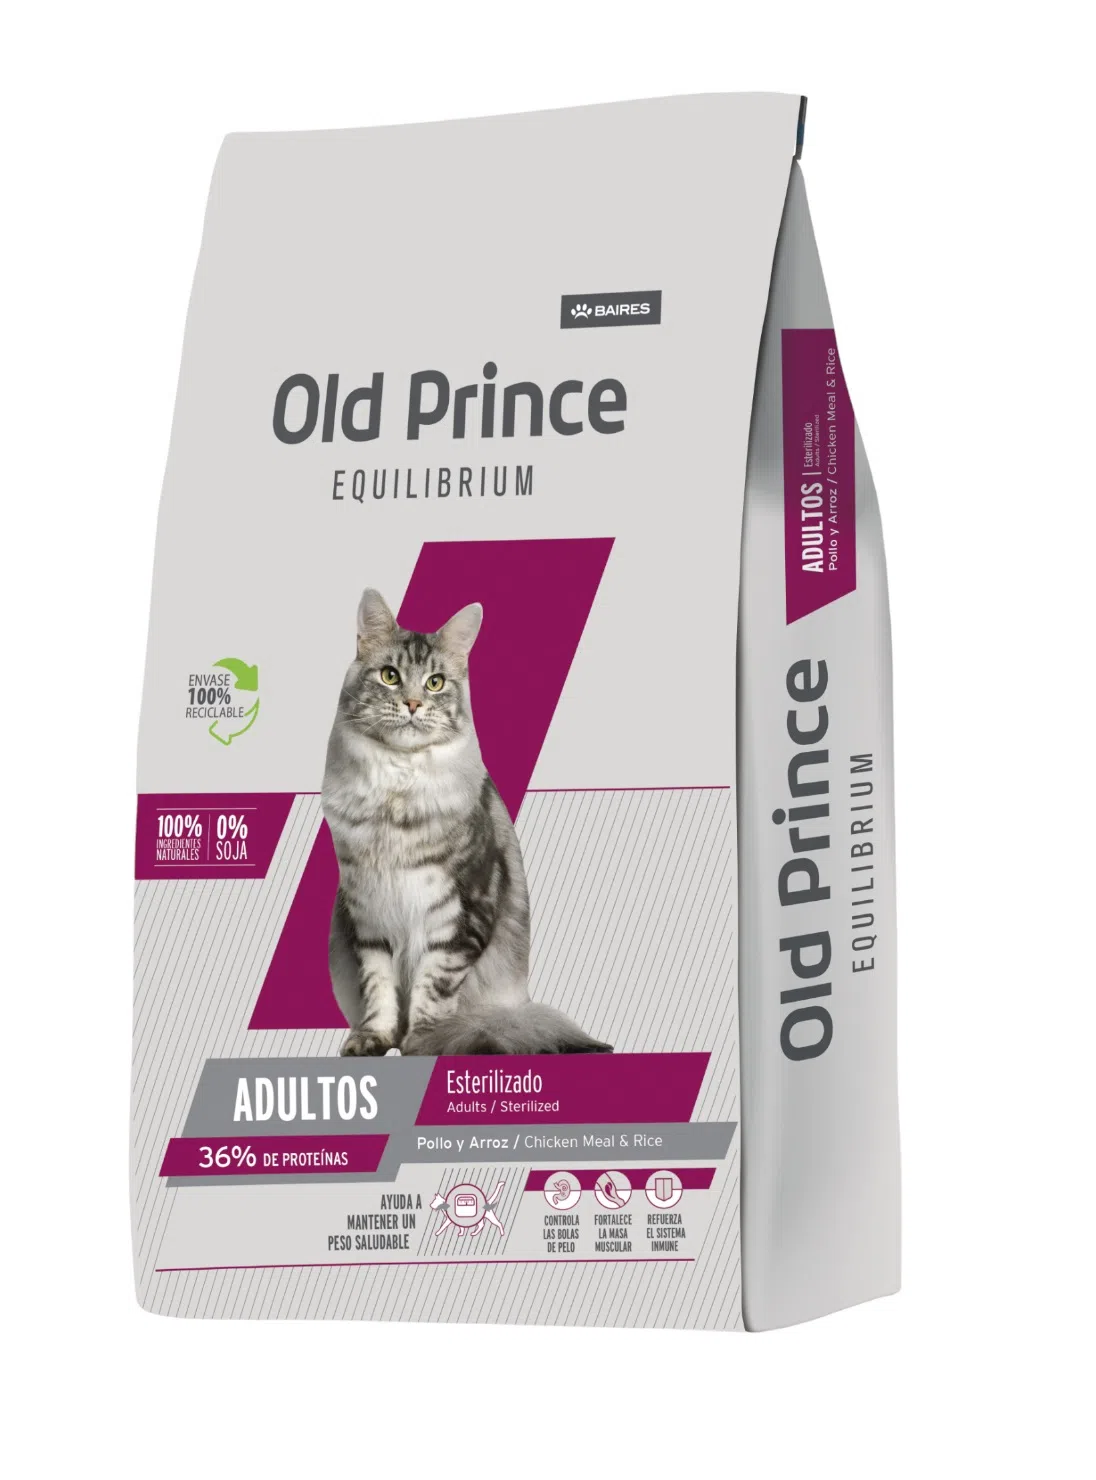 BAIRES
Old Prince
EQUILIBRIUM
ENVASE
100%
RECICLABLE
100%
INGREDIENTES
NATURALES
0%
SOJA
ADULTOS
Esterilizado
Adults / Sterilized
36% DE PROTEÍNAS
Pollo y Arroz / Chicken Meal & Rice
AYUDA A
MANTENER UN
PESO SALUDABLE
CONTROLA
LAS BOLAS
DE PELO
FORTALECE
LA MASA
MUSCULAR
REFUERZA
EL SISTEMA
INMUNE
ADULTOS
Esterilizado
Adults / Sterilized
Pollo y Arroz / Chicken Meal & Rice
Old Prince
EQUILIBRIUM